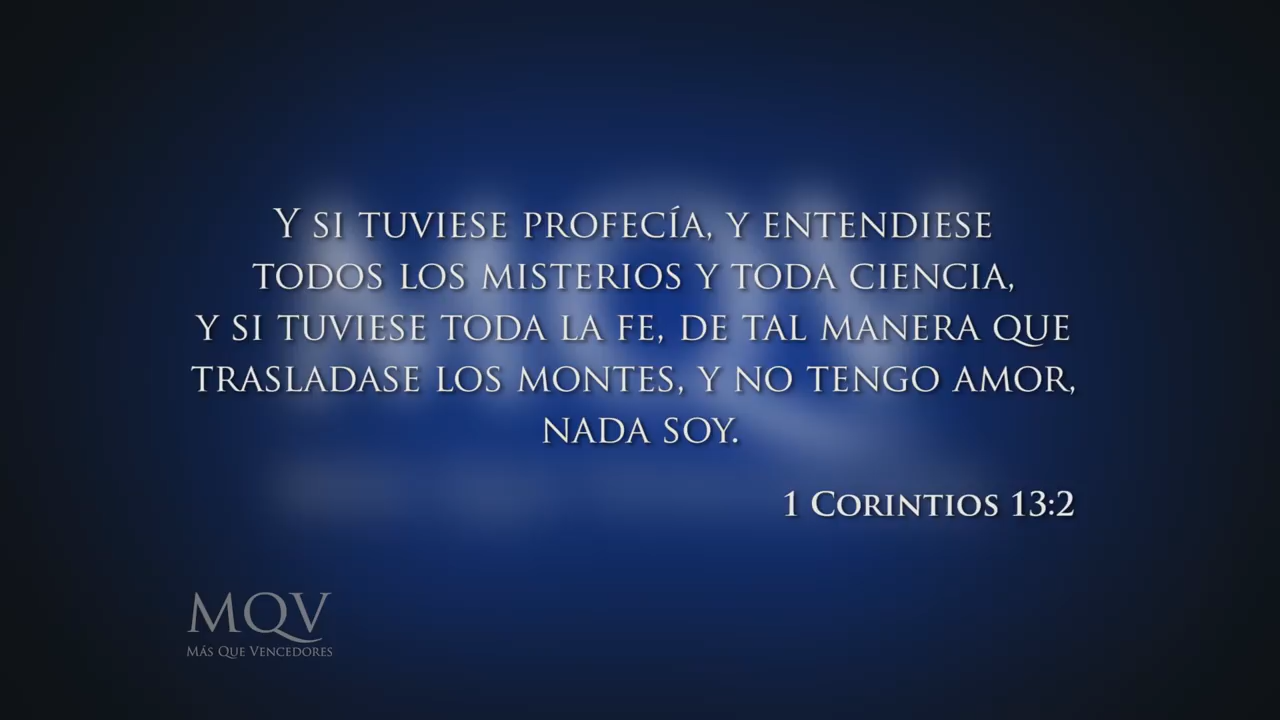 Y si tuviese profecía, y entendiese
todos los misterios y toda ciencia,
y si tuviese toda la fe, de tal manera que
trasladase los montes, y no tengo amor,
nada soy.
1 Corintios 13:2
MQV
Más Que Vencedores